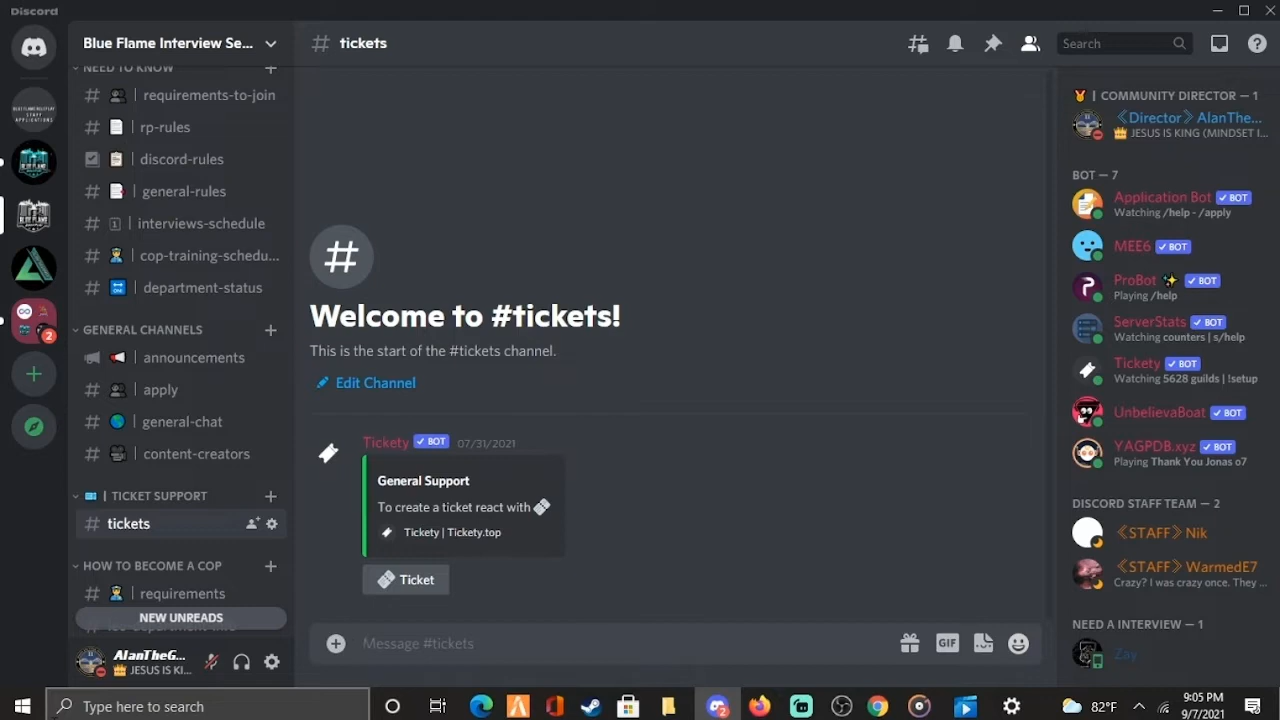 Discord
Blue Flame Interview Se...
NEED TO KNOW
requirements-to-join
rp-rules
discord-rules
general-rules
interviews-schedule
cop-training-schedu...
department-status
GENERAL CHANNELS
announcements
apply
general-chat
content-creators
TICKET SUPPORT
tickets
HOW TO BECOME A COP
requirements
NEW UNREADS
AlanTheG...
JESUS IS KI...
tickets
Search
Welcome to #tickets!
This is the start of the #tickets channel.
Edit Channel
Tickety BOT 07/31/2021
General Support
To create a ticket react with
Tickety | Tickety.top
Ticket
Message #tickets
GIF
| COMMUNITY DIRECTOR — 1
《Director》AlanThe...
JESUS IS KING (MINDSET I...
BOT — 7
Application Bot BOT
Watching /help - /apply
MEE6 BOT
ProBot ✨ BOT
Playing /help
ServerStats BOT
Watching counters | s/help
Tickety BOT
Watching 5628 guilds | !setup
UnbelievaBoat BOT
YAGPDB.xyz BOT
Playing Thank You Jonas o7
DISCORD STAFF TEAM — 2
《STAFF》Nik
《STAFF》WarmedE7
Crazy? I was crazy once. They ...
NEED A INTERVIEW — 1
Zay
Type here to search
82°F
9:05 PM
9/7/2021